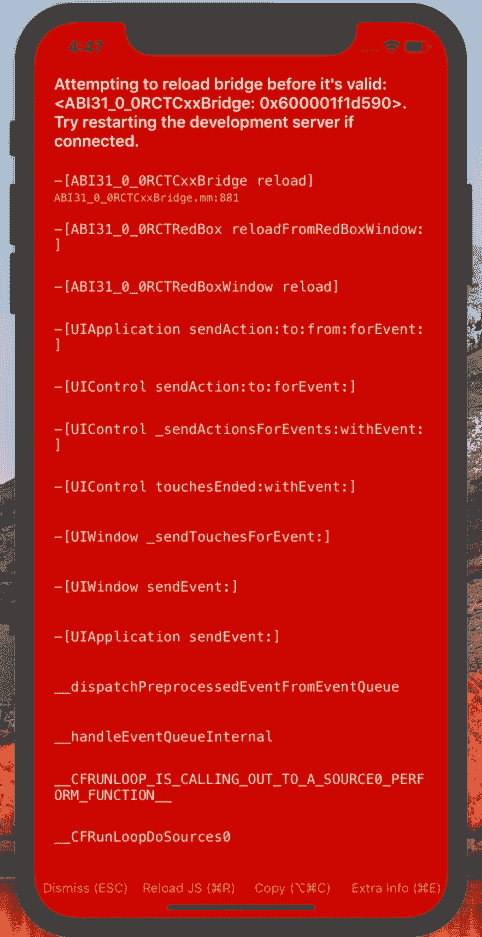 4:47
Attempting to reload bridge before it's valid:
<ABI31_0_0RCTCxxBridge: 0x600001f1d590>.
Try restarting the development server if
connected.
-[ABI31_0_0RCTCxxBridge reload]
ABI31_0_0RCTCxxBridge.mm:881
-[ABI31_0_0RCTRedBox reloadFromRedBoxWindow:
]
-[ABI31_0_0RCTRedBoxWindow reload]
-[UIApplication sendAction:to:from:forEvent:
]
-[UIControl sendAction:to:forEvent:]
-[UIControl _sendActionsForEvents:withEvent:
]
-[UIControl touchesEnded:withEvent:]
-[UIWindow _sendTouchesForEvent:]
-[UIWindow sendEvent:]
-[UIApplication sendEvent:]
__dispatchPreprocessedEventFromEventQueue
__handleEventQueueInternal
__CFRUNLOOP_IS_CALLING_OUT_TO_A_SOURCE0_PERF
ORM_FUNCTION__
__CFRunLoopDoSources0
Dismiss (ESC) Reload JS (⌘R) Copy (⌥⌘C) Extra Info (⌘E)